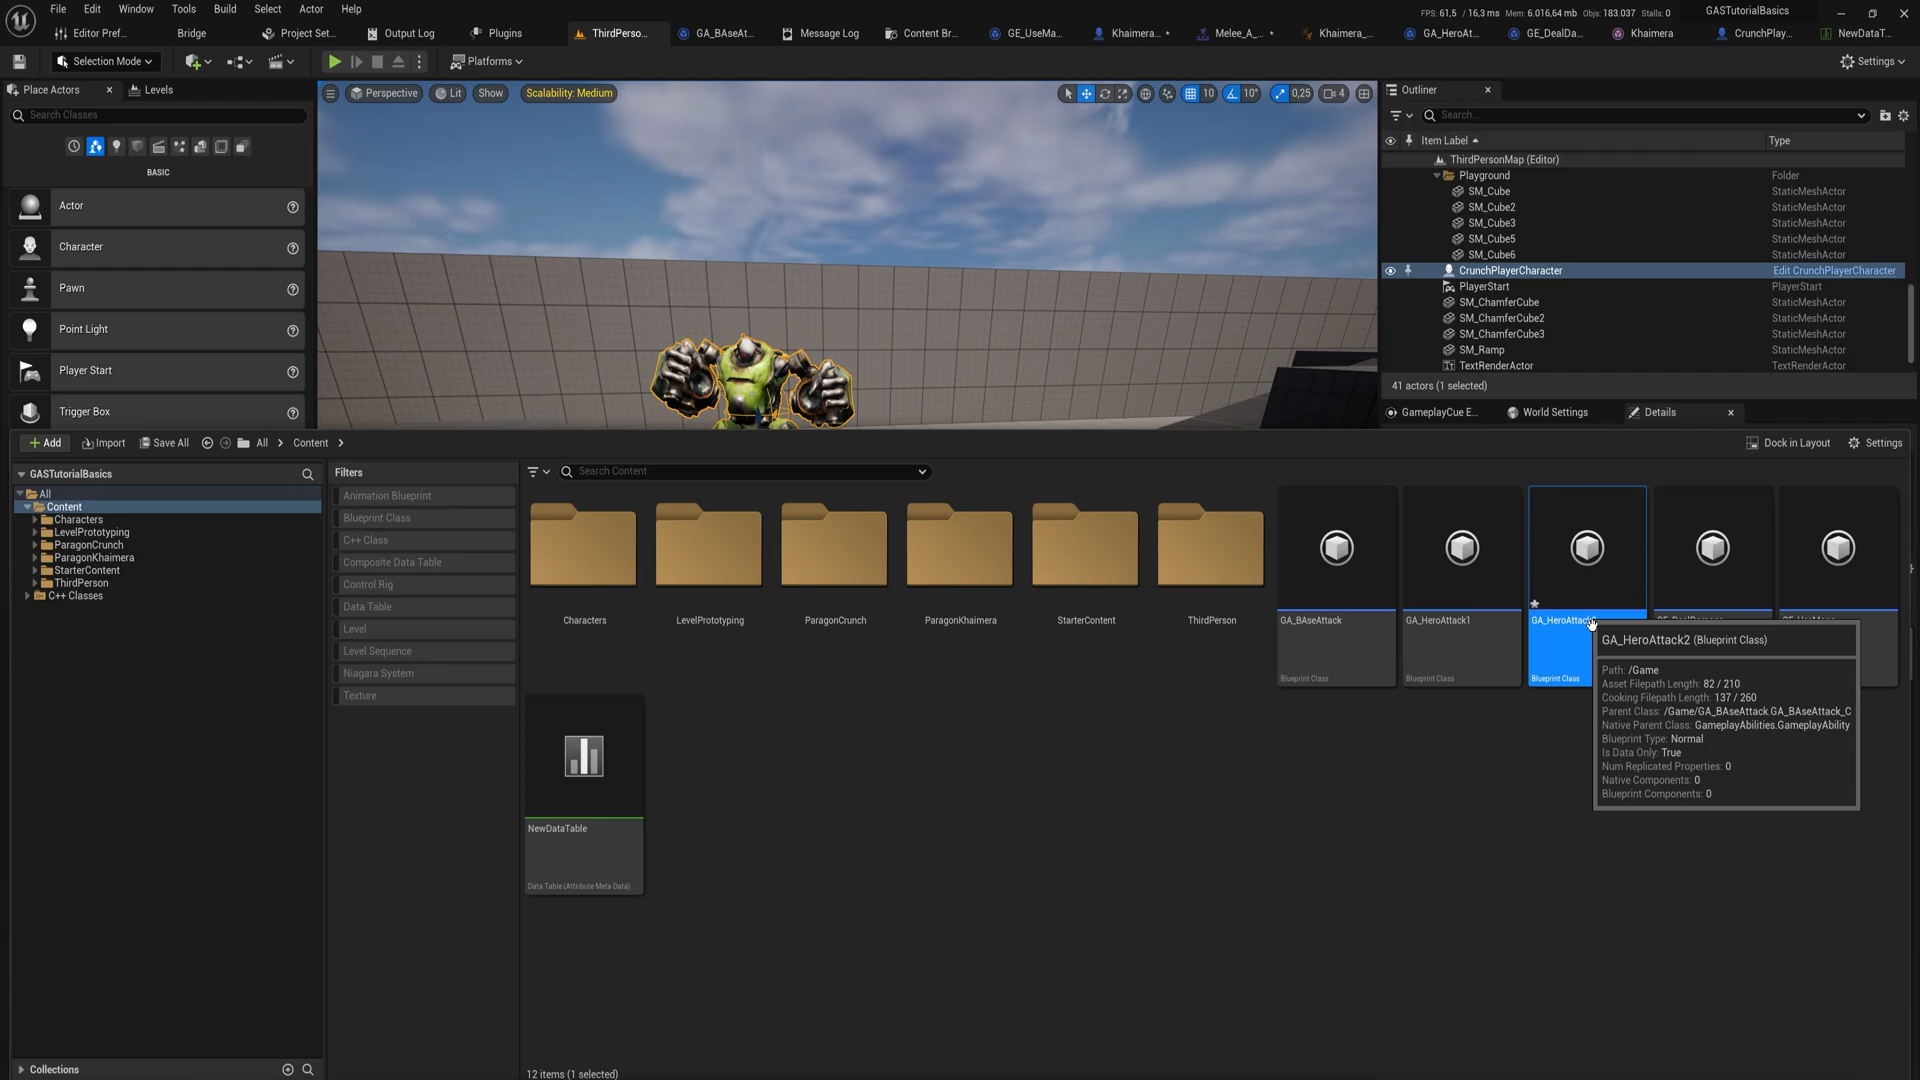 File Edit Window Tools Build Select Actor Help
FPS: 61,5 / 16,3 ms Mem: 6.016,64 mb Objs: 183.037 Stalls: 0
GASTutorialBasics
Editor Pref...
Bridge
Project Set...
Output Log
Plugins
ThirdPerso...
GA_BAseAt...
Message Log
Content Br...
GE_UseMa...
Khaimera...
Melee_A_...
Khaimera_...
GA_HeroAt...
GE_DealDa...
Khaimera
CrunchPlay...
NewDataT...
Selection Mode
Platforms
Settings
Place Actors
Levels
Search Classes
BASIC
Actor
Character
Pawn
Point Light
Player Start
Trigger Box
Perspective
Lit
Show
Scalability: Medium
10
10°
0,25
4
Outliner
Search...
Item Label Type
ThirdPersonMap (Editor)
Playground Folder
SM_Cube StaticMeshActor
SM_Cube2 StaticMeshActor
SM_Cube3 StaticMeshActor
SM_Cube5 StaticMeshActor
SM_Cube6 StaticMeshActor
CrunchPlayerCharacter Edit CrunchPlayerCharacter
PlayerStart PlayerStart
SM_ChamferCube StaticMeshActor
SM_ChamferCube2 StaticMeshActor
SM_ChamferCube3 StaticMeshActor
SM_Ramp StaticMeshActor
TextRenderActor TextRenderActor
41 actors (1 selected)
GameplayCue E...
World Settings
Details
Add
Import
Save All
All
Content
Dock in Layout
Settings
GASTutorialBasics
All
Content
Characters
LevelPrototyping
ParagonCrunch
ParagonKhaimera
StarterContent
ThirdPerson
C++ Classes
Collections
Filters
Animation Blueprint
Blueprint Class
C++ Class
Composite Data Table
Control Rig
Data Table
Level
Level Sequence
Niagara System
Texture
Search Content
Characters
LevelPrototyping
ParagonCrunch
ParagonKhaimera
StarterContent
ThirdPerson
GA_BAseAttack
Blueprint Class
GA_HeroAttack1
Blueprint Class
GA_HeroAttack
Blueprint Class
GA_HeroAttack2 (Blueprint Class)
Path: /Game
Asset Filepath Length: 82 / 210
Cooking Filepath Length: 137 / 260
Parent Class: /Game/GA_BAseAttack.GA_BAseAttack_C
Native Parent Class: GameplayAbilities.GameplayAbility
Blueprint Type: Normal
Is Data Only: True
Num Replicated Properties: 0
Native Components: 0
Blueprint Components: 0
NewDataTable
Data Table (Attribute Meta Data)
12 items (1 selected)